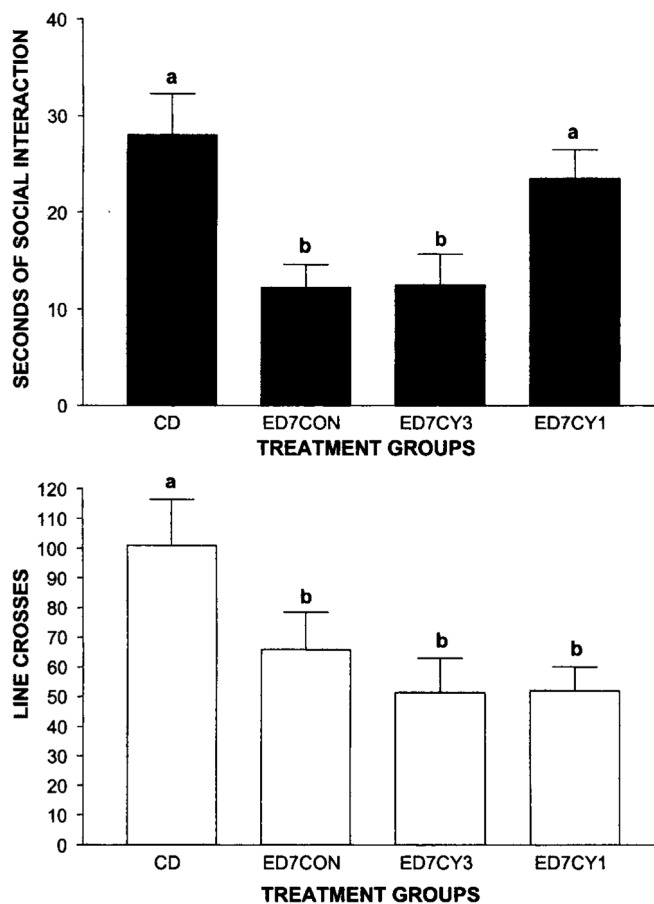 SECONDS OF SOCIAL INTERACTION
40
30
20
10
0
a
b
b
a
CD ED7CON ED7CY3 ED7CY1
TREATMENT GROUPS
LINE CROSSES
120
110
100
90
80
70
60
50
40
30
20
10
0
a
b
b
b
CD ED7CON ED7CY3 ED7CY1
TREATMENT GROUPS